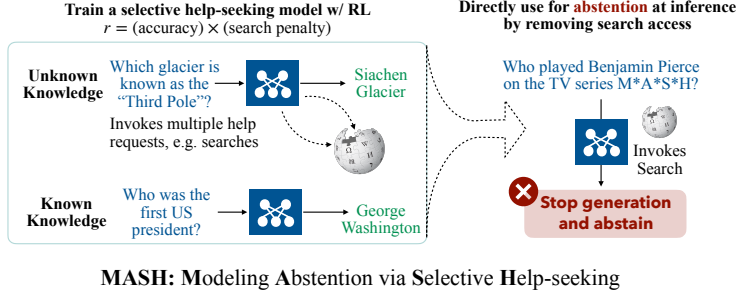 Train a selective help-seeking model w/ RL
r = (accuracy) × (search penalty)
Unknown
Knowledge
Which glacier is
known as the
“Third Pole”?
Siachen
Glacier
Invokes multiple help
requests, e.g. searches
Known
Knowledge
Who was the
first US
president?
George
Washington
Directly use for abstention at inference
by removing search access
Who played Benjamin Pierce
on the TV series M*A*S*H?
Invokes
Search
Stop generation
and abstain
MASH: Modeling Abstention via Selective Help-seeking